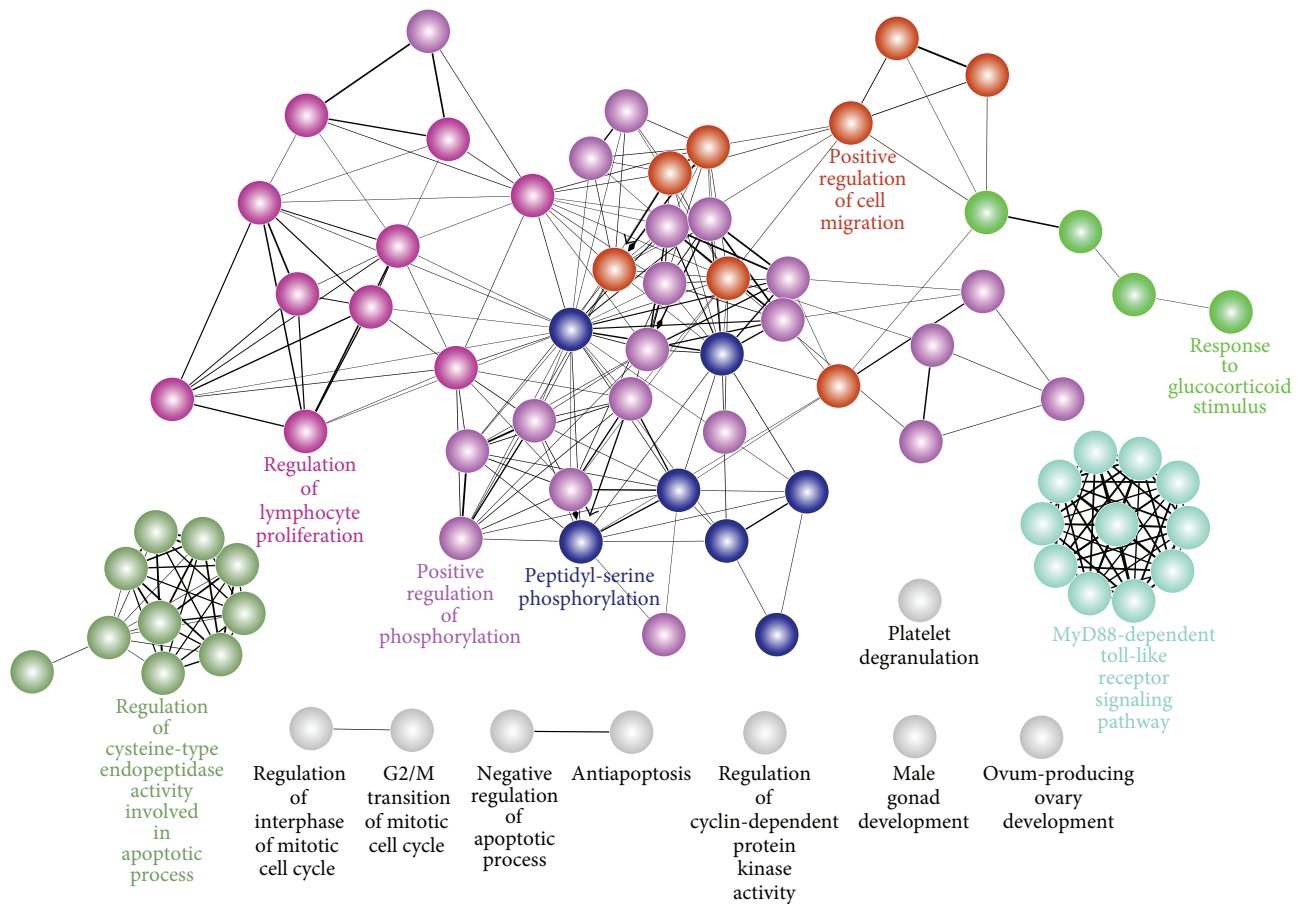 Positive
regulation
of cell
migration
Response
to
glucocorticoid
stimulus
Regulation
of
lymphocyte
proliferation
Positive
regulation
of
phosphorylation
Peptidyl-serine
phosphorylation
Platelet
degranulation
MyD88-dependent
toll-like
receptor
signaling
pathway
Regulation
of
cysteine-type
endopeptidase
activity
involved
in
apoptotic
process
Regulation
of
interphase
of mitotic
cell cycle
G2/M
transition
of mitotic
cell cycle
Negative
regulation
of
apoptotic
process
Antiapoptosis
Regulation
of
cyclin-dependent
protein
kinase
activity
Male
gonad
development
Ovum-producing
ovary
development